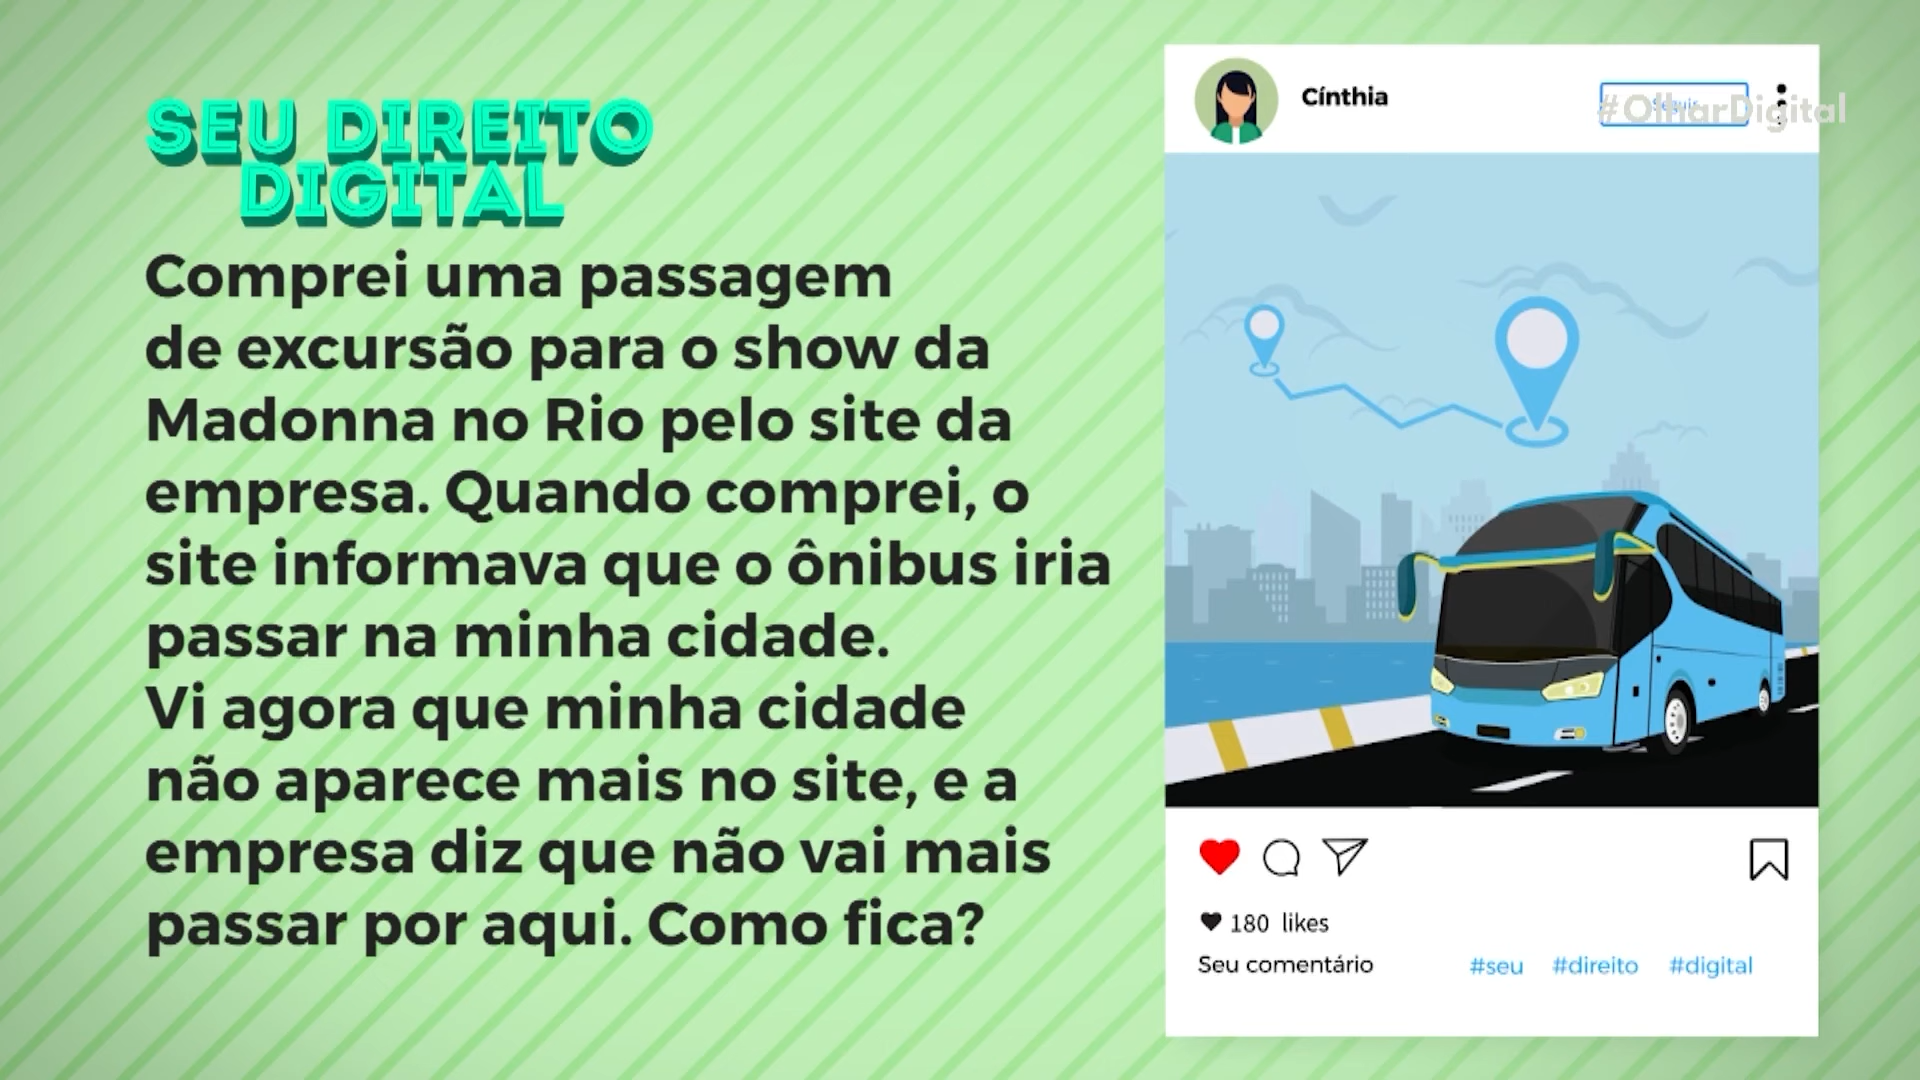 SEU DIREITO
DIGITAL
Comprei uma passagem
de excursão para o show da
Madonna no Rio pelo site da
empresa. Quando comprei, o
site informava que o ônibus iria
passar na minha cidade.
Vi agora que minha cidade
não aparece mais no site, e a
empresa diz que não vai mais
passar por aqui. Como fica?
Cínthia
Seguir
#OlharDigital
180 likes
Seu comentário #seu #direito #digital